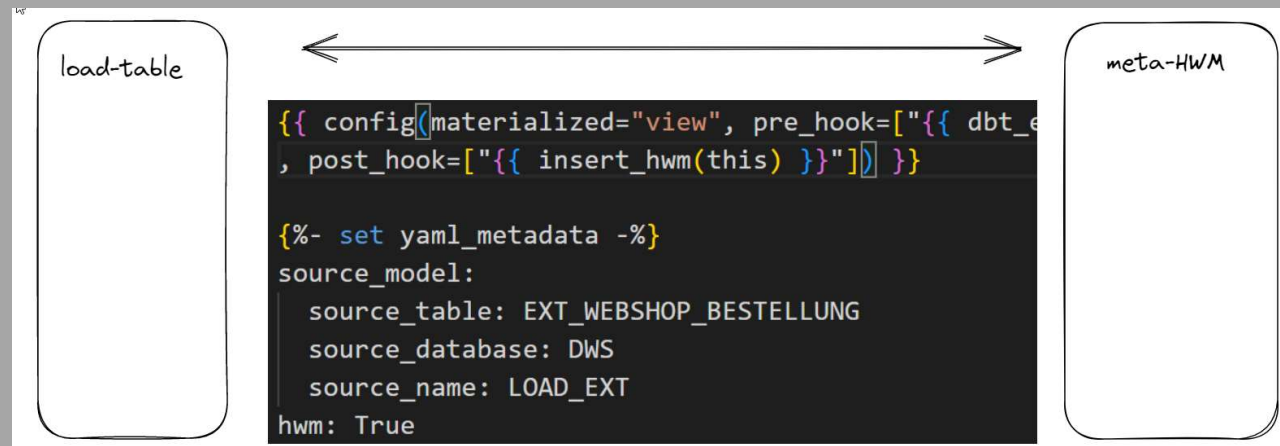 load-table
meta-HWM
{{ config(materialized="view", pre_hook=["{{ dbt_e
, post_hook=["{{ insert_hwm(this) }}"]) }}
{%- set yaml_metadata -%}
source_model:
  source_table: EXT_WEBSHOP_BESTELLUNG
  source_database: DWS
  source_name: LOAD_EXT
hwm: True